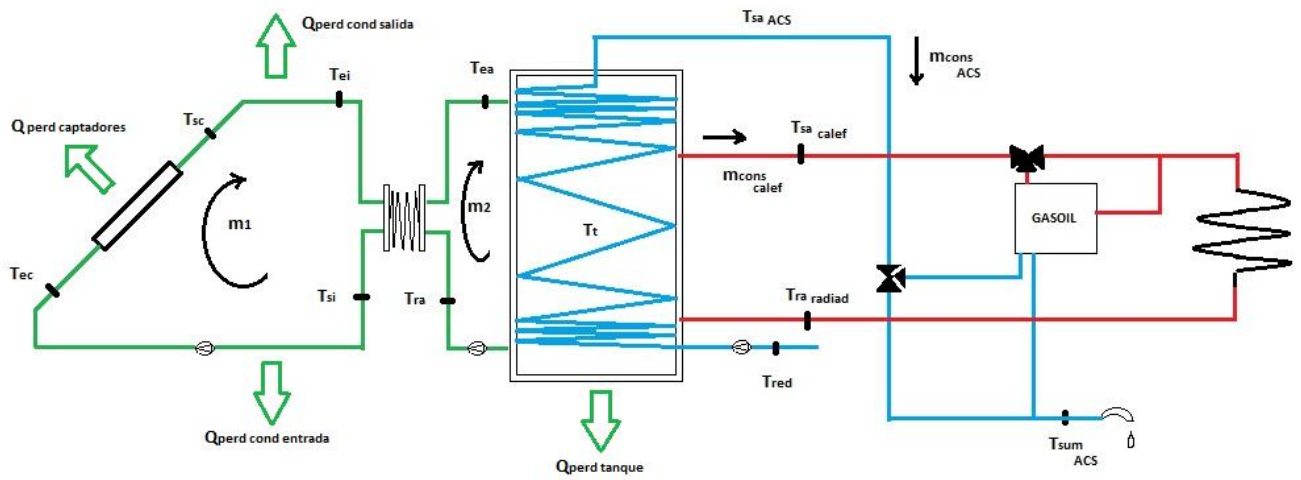 Qperd cond salida
Tsa ACS
mcons
ACS
Tei
Tea
Tsc
Q perd captadores
Tsa calef
mcons
calef
m1
m2
GASOIL
Tt
Tec
Tsi
Tra
Tra radiad
Tred
Qperd cond entrada
Qperd tanque
Tsum
ACS